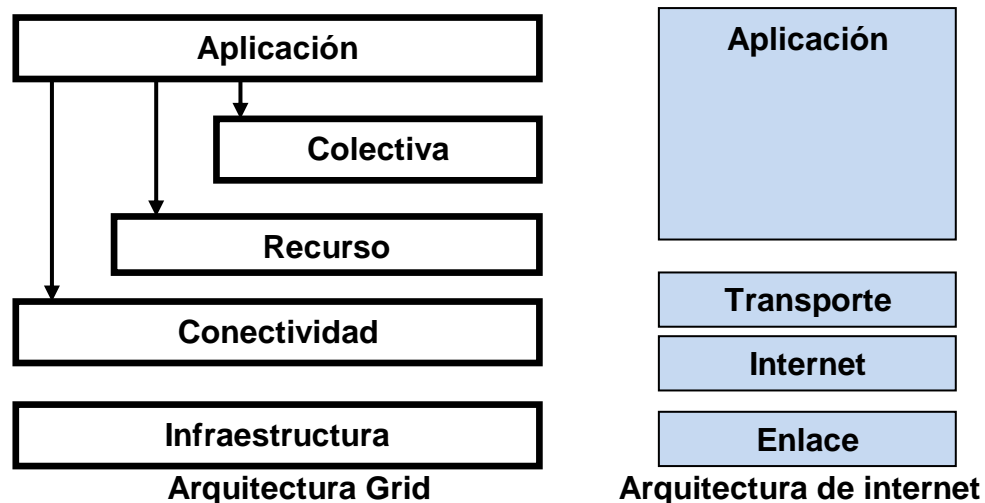 Aplicación
Colectiva
Recurso
Conectividad
Infraestructura
Arquitectura Grid
Aplicación
Transporte
Internet
Enlace
Arquitectura de internet